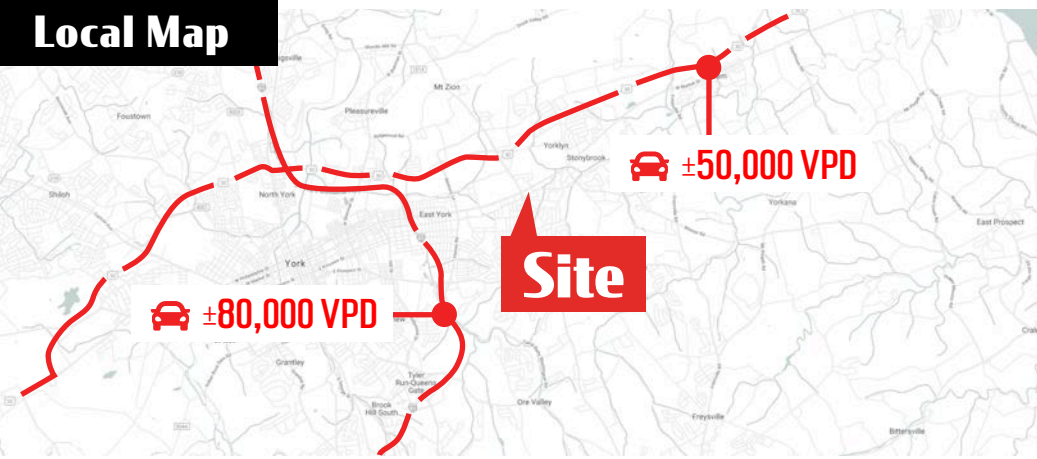 Local Map
Mt Zion
Pleasureville
Foustown
Yorklyn
Stonybrook
±50,000 VPD
Shiloh
North York
Yorkana
East York
East Prospect
York
Site
±80,000 VPD
Grantley
Tyler
Run-Queens
Gate
Brook
Hill South
Ore Valley
Freysville
Bittersville